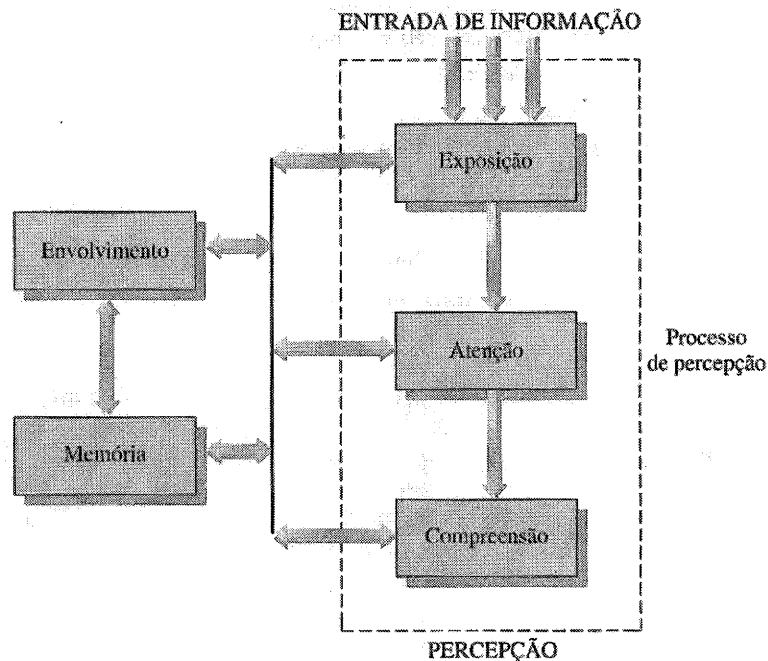 ENTRADA DE INFORMAÇÃO
Exposição
Envolvimento
Atenção
Processo
de percepção
Memória
Compreensão
PERCEPÇÃO